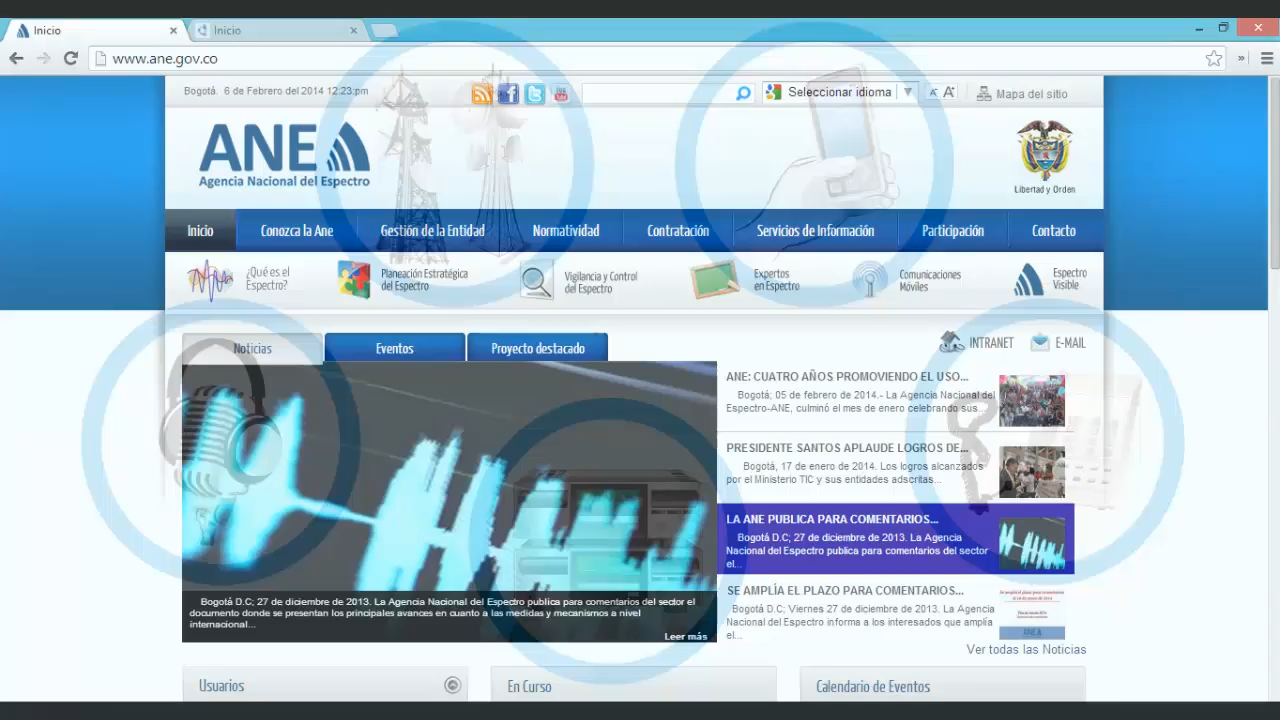 Inicio
Inicio
www.ane.gov.co
Bogotá, 6 de Febrero del 2014 12:23:pm
Seleccionar idioma
A A
Mapa del sitio
ANE
Agencia Nacional del Espectro
Libertad y Orden
Inicio
Conozca la Ane
Gestión de la Entidad
Normatividad
Contratación
Servicios de Información
Participación
Contacto
¿Qué es el
Espectro?
Planeación Estratégica
del Espectro
Vigilancia y Control
del Espectro
Expertos
en Espectro
Comunicaciones
Móviles
Espectro
Visible
Noticias
Eventos
Proyecto destacado
INTRANET
E-MAIL
ANE: CUATRO AÑOS PROMOVIENDO EL USO...
Bogotá; 05 de febrero de 2014.- La Agencia Nacional del
Espectro-ANE, culminó el mes de enero celebrando sus...
PRESIDENTE SANTOS APLAUDE LOGROS DE...
Bogotá, 17 de enero de 2014. Los logros alcanzados
por el Ministerio TIC y sus entidades adscritas...
LA ANE PUBLICA PARA COMENTARIOS...
Bogotá D.C; 27 de diciembre de 2013. La Agencia
Nacional del Espectro publica para comentarios del sector
el...
SE AMPLÍA EL PLAZO PARA COMENTARIOS...
Bogotá D.C; Viernes 27 de diciembre de 2013. La Agencia
Nacional del Espectro informa a los interesados que amplía
el...
Ver todas las Noticias
Bogotá D.C; 27 de diciembre de 2013. La Agencia Nacional del Espectro publica para comentarios del sector el
documento donde se presentan los principales avances en cuanto a las medidas y mecanismos a nivel
internacional...
Leer más
Usuarios
En Curso
Calendario de Eventos